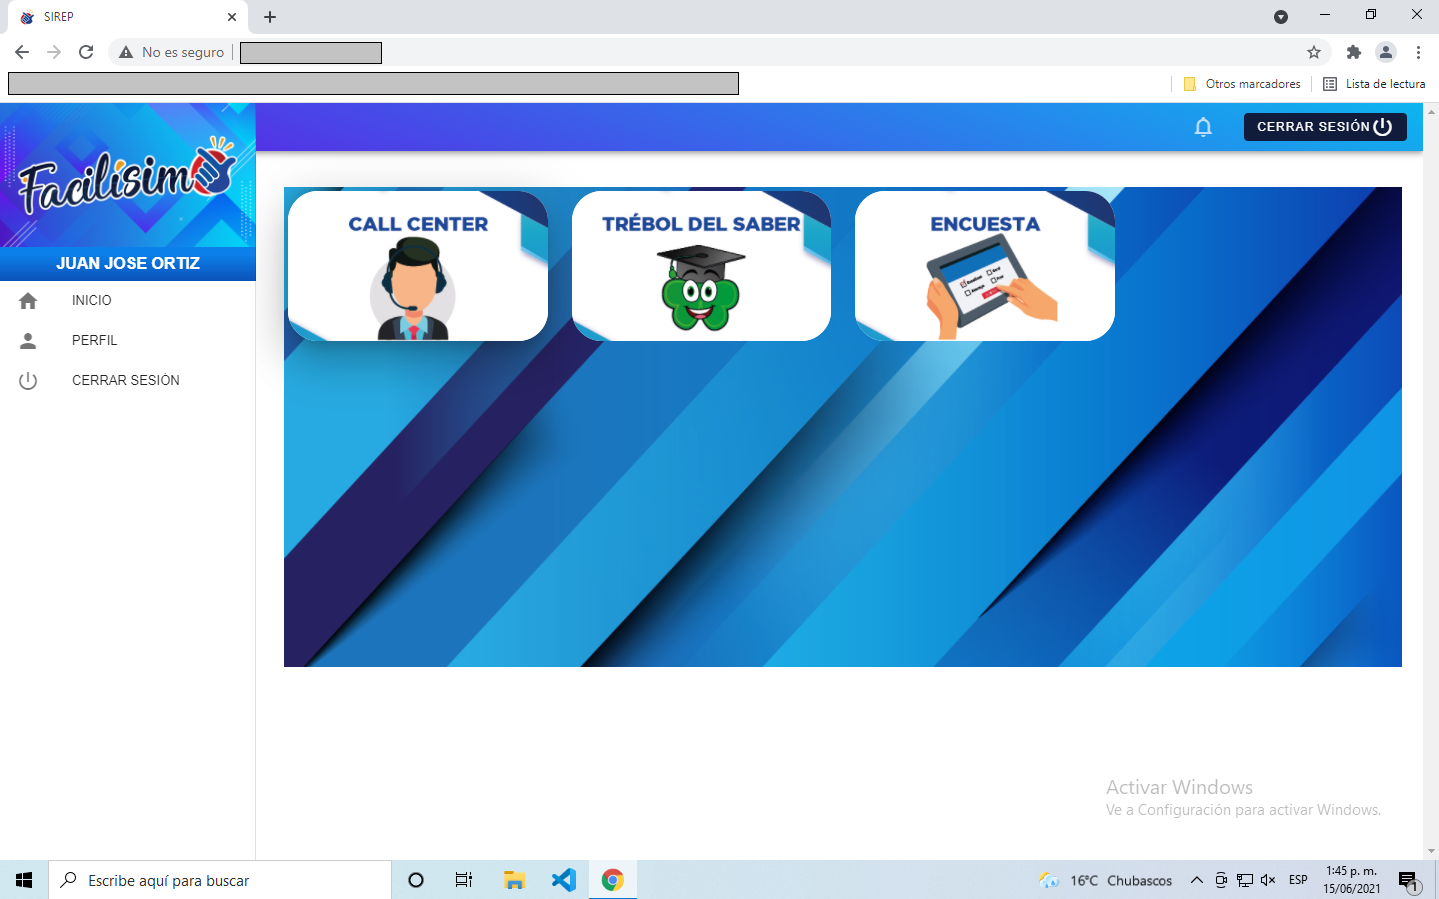 SIREP
No es seguro
Otros marcadores
Lista de lectura
Facilísimo
CERRAR SESIÓN
JUAN JOSE ORTIZ
INICIO
PERFIL
CERRAR SESIÓN
CALL CENTER
TRÉBOL DEL SABER
ENCUESTA
Activar Windows
Ve a Configuración para activar Windows.
Escribe aquí para buscar
16°C Chubascos
ESP
1:45 p. m.
15/06/2021
1